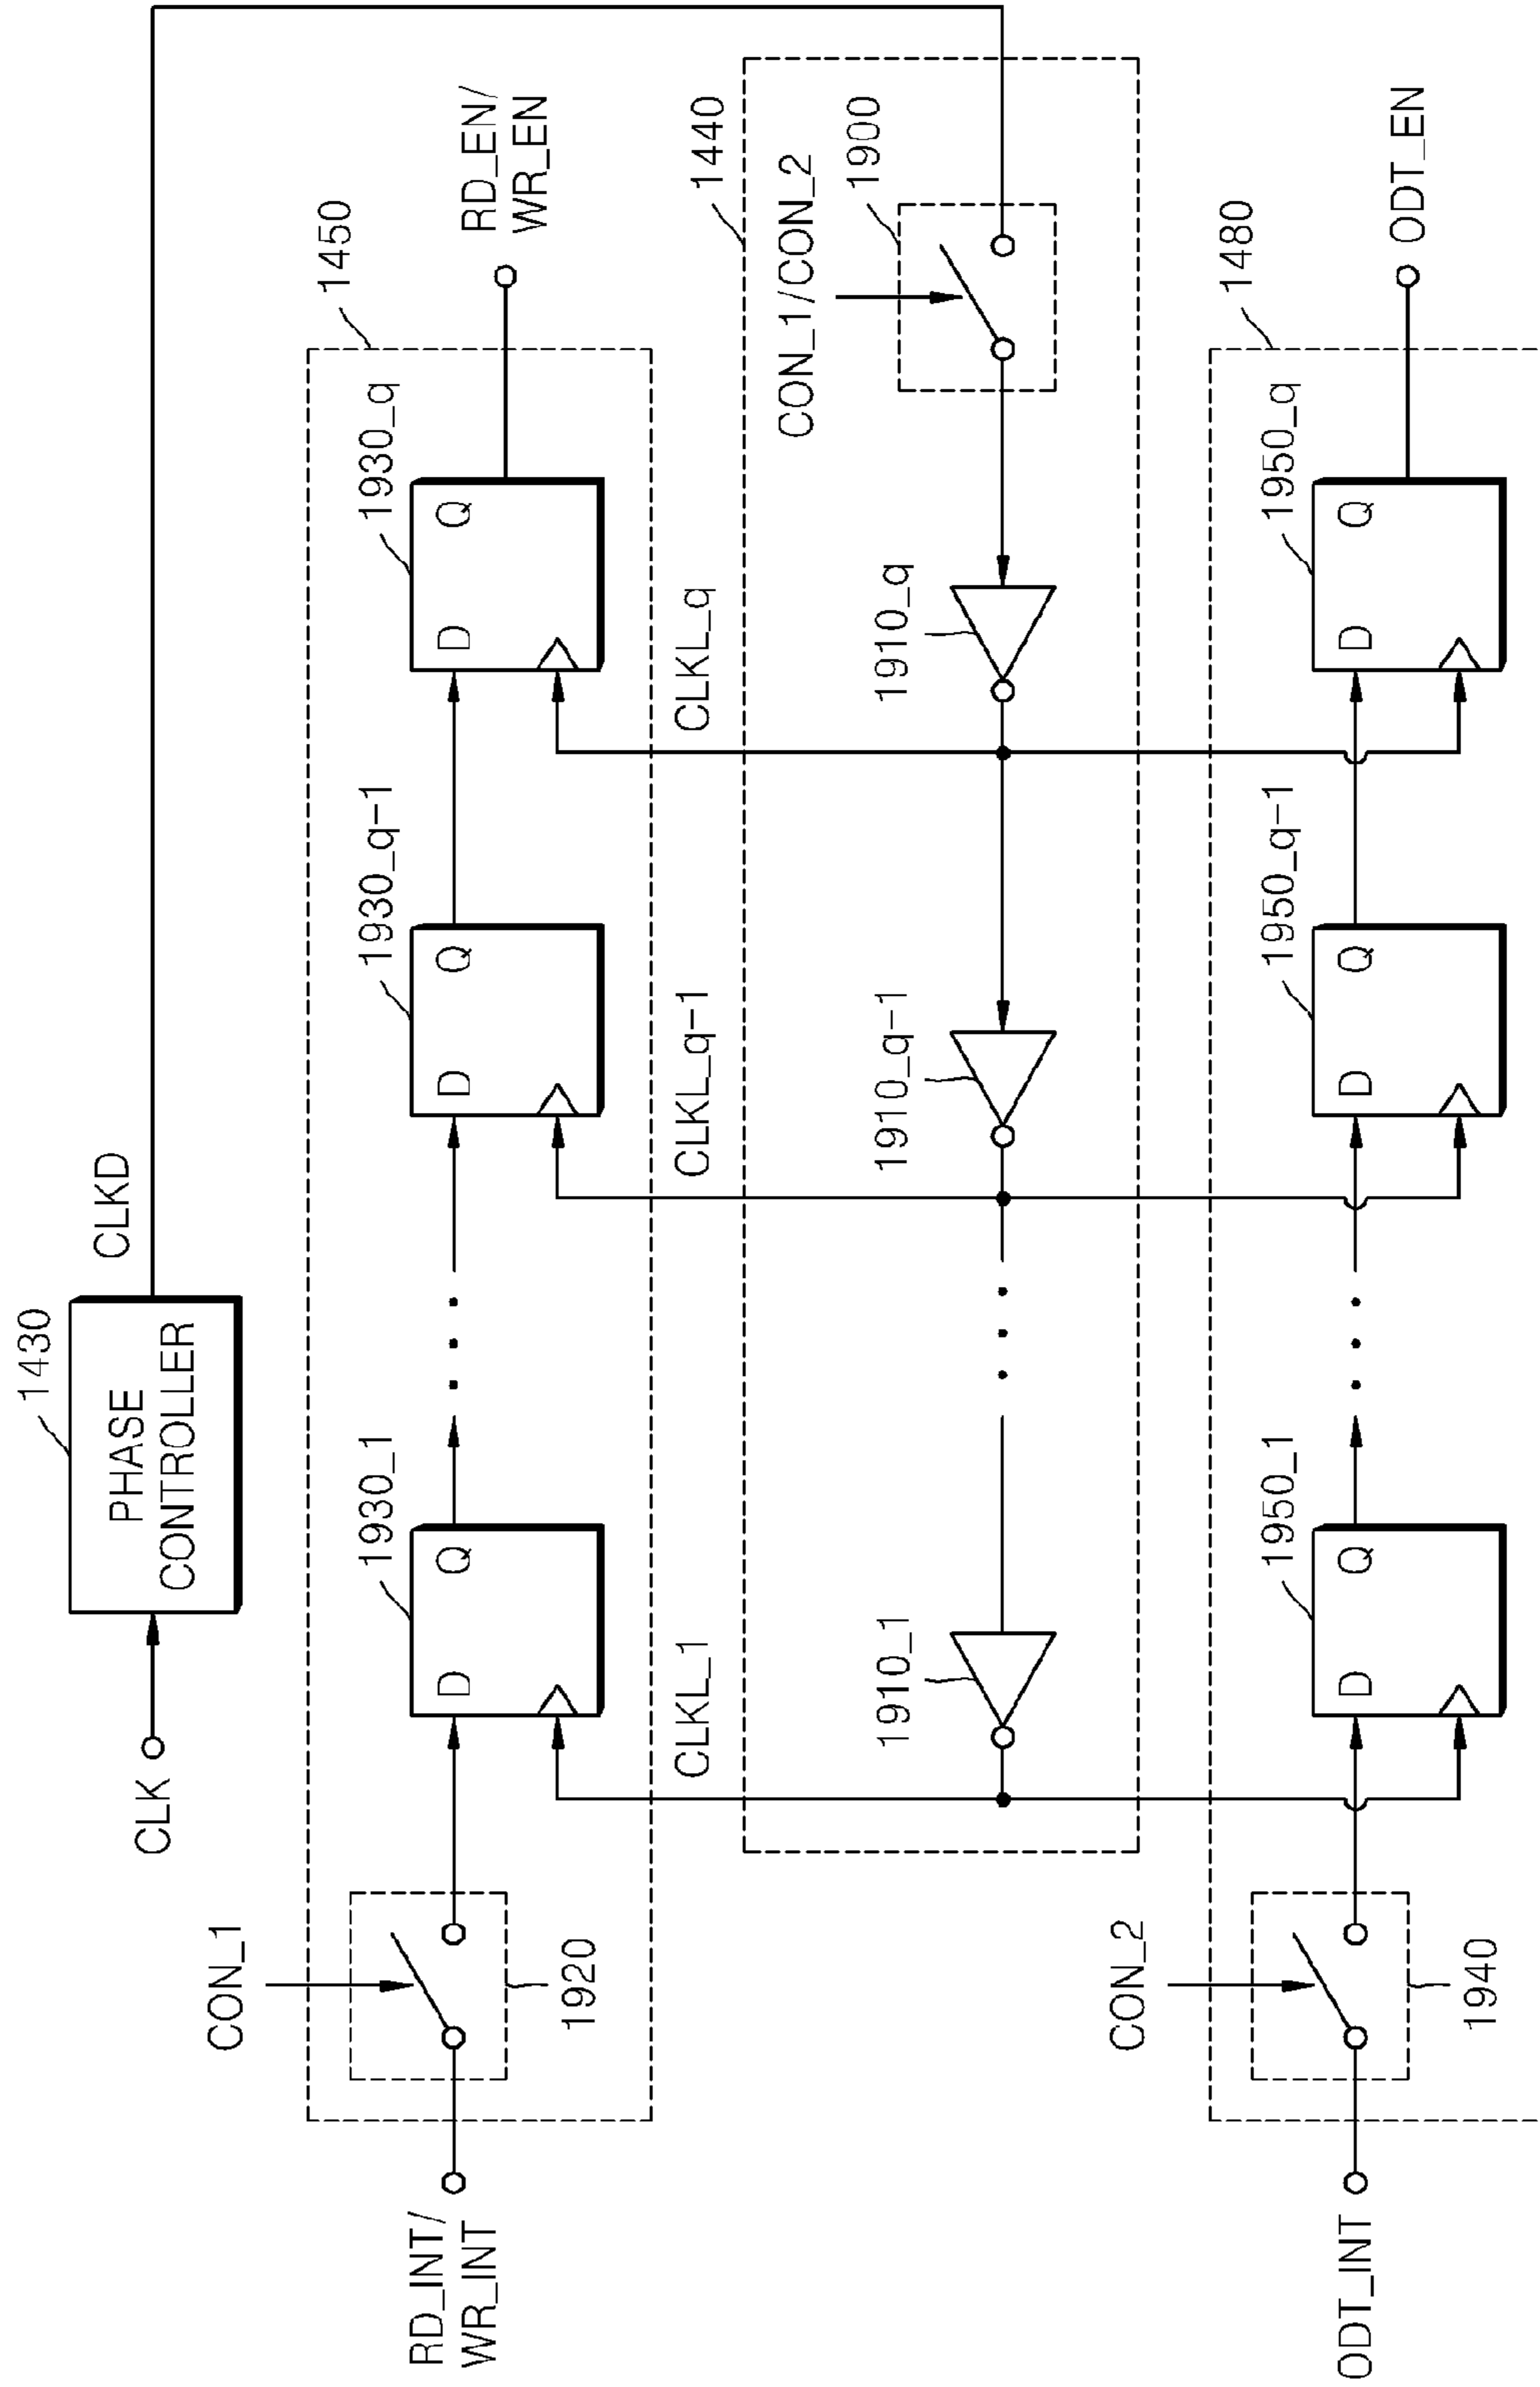 1430
CLK
PHASE
CONTROLLER
CLKD
1450
CON_1
1920
RD_INT/
WR_INT
1930_1
D
Q
1930_q-1
D
Q
1930_q
D
Q
RD_EN/
WR_EN
CLKL_1
CLKL_q-1
CLKL_q
1440
CON_1/CON_2
1900
1910_1
1910_q-1
1910_q
1480
CON_2
1940
ODT_INT
1950_1
D
Q
1950_q-1
D
Q
1950_q
D
Q
ODT_EN